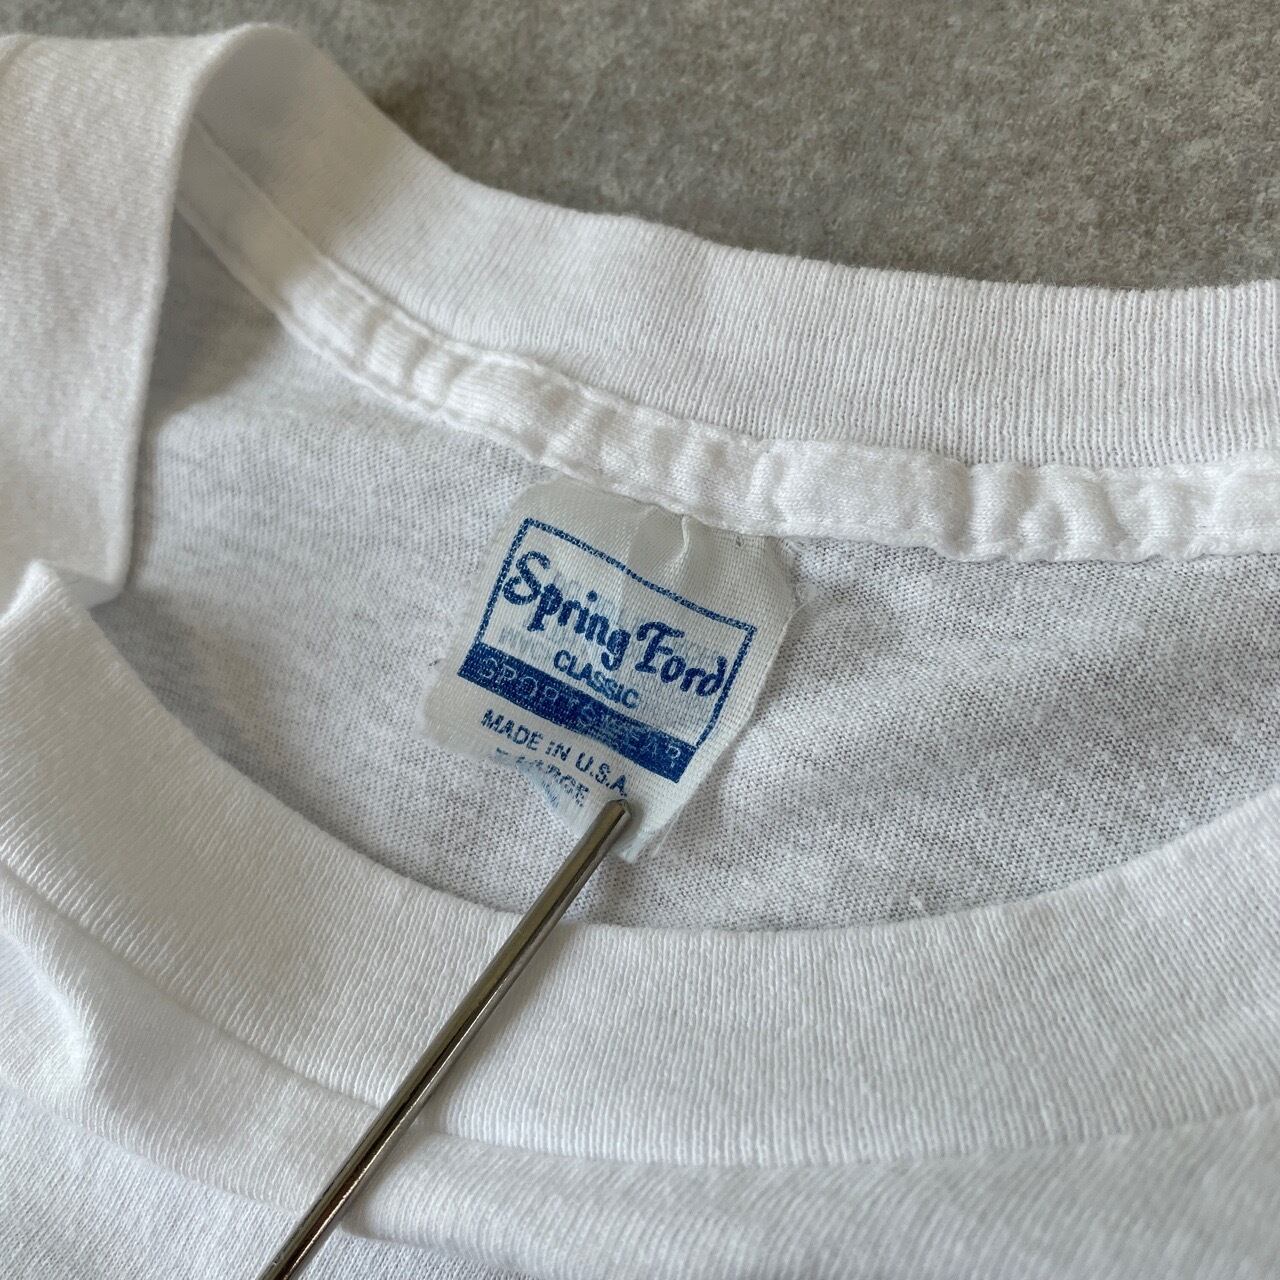 Spring Ford
CLASSIC
SPORTSWEAR
MADE IN U.S.A.